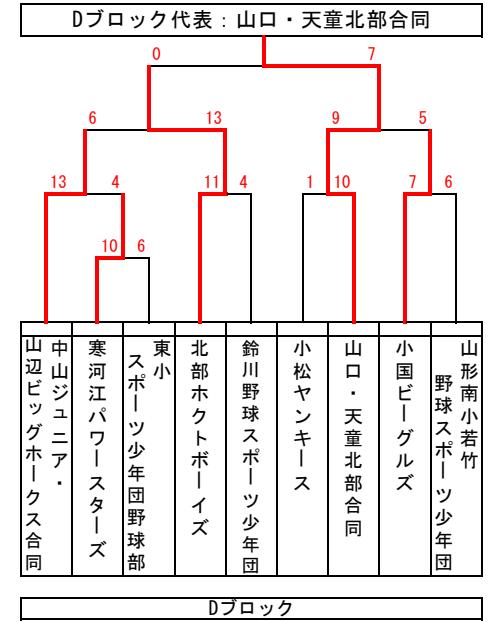 Dブロック代表：山口・天童北部合同
0 7
6 13 9 5
13 4 11 4 1 10 7 6
10 6
中山ジュニア・
山辺ビッグホークス合同
寒河江パワースターズ
東小
スポーツ少年団野球部
北部ホクトボーイズ
鈴川野球スポーツ少年団
小松ヤンキース
山口・天童北部合同
小国ビーグルズ
山形南小若竹
野球スポーツ少年団
Dブロック